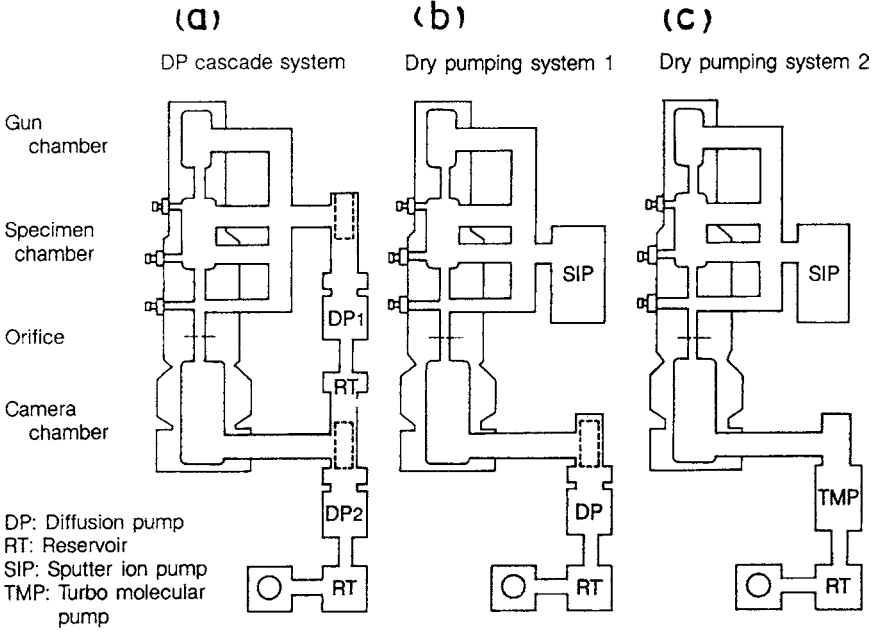 (a) (b) (c)
DP cascade system Dry pumping system 1 Dry pumping system 2
Gun
chamber
Specimen
chamber
SIP SIP
DP1
Orifice
RT
Camera
chamber
DP2 DP TMP
DP: Diffusion pump
RT: Reservoir
SIP: Sputter ion pump
TMP: Turbo molecular
pump
RT RT RT